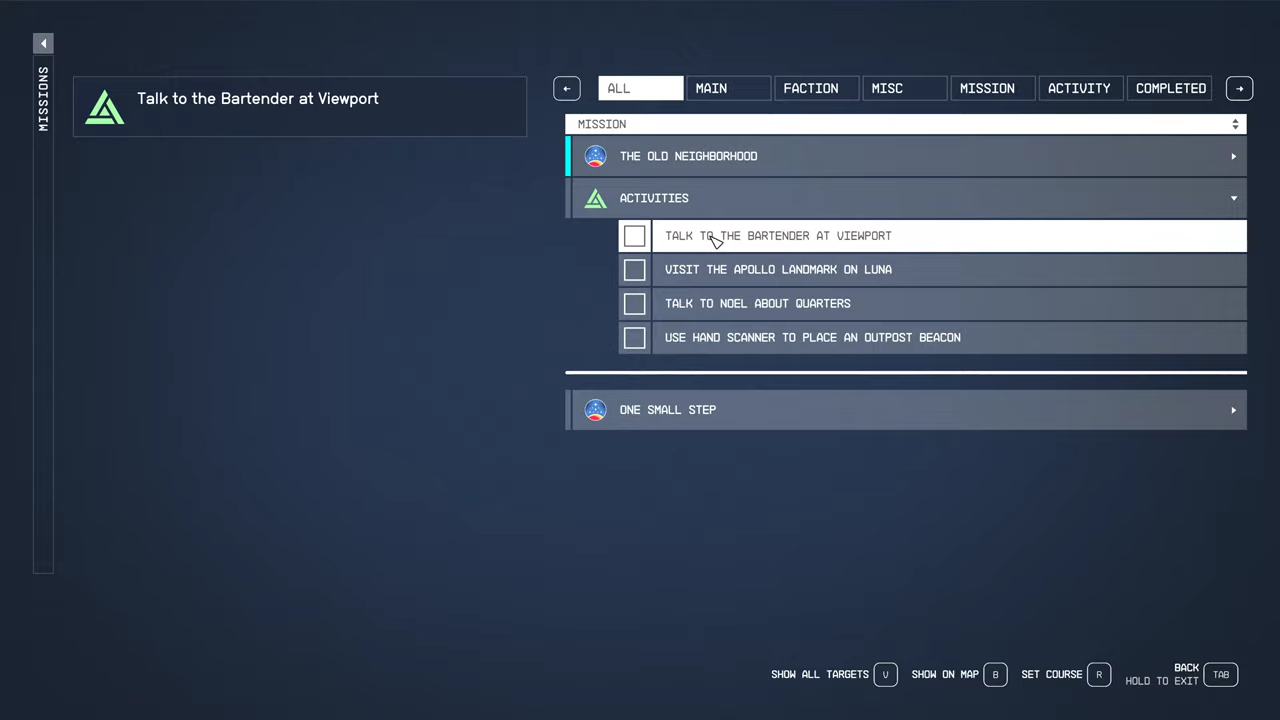 MISSIONS
Talk to the Bartender at Viewport
ALL
MAIN
FACTION
MISC
MISSION
ACTIVITY
COMPLETED
MISSION
THE OLD NEIGHBORHOOD
ACTIVITIES
TALK TO THE BARTENDER AT VIEWPORT
VISIT THE APOLLO LANDMARK ON LUNA
TALK TO NOEL ABOUT QUARTERS
USE HAND SCANNER TO PLACE AN OUTPOST BEACON
ONE SMALL STEP
SHOW ALL TARGETS V
SHOW ON MAP B
SET COURSE R
BACK
HOLD TO EXIT TAB